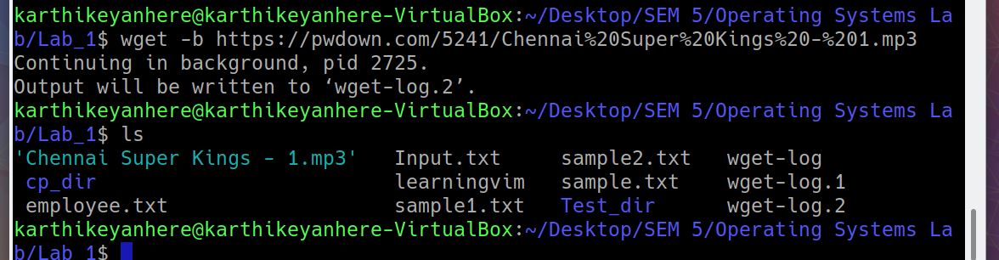 karthikeyanhere@karthikeyanhere-VirtualBox:~/Desktop/SEM 5/Operating Systems La
b/Lab_1$ wget -b https://pwdown.com/5241/Chennai%20Super%20Kings%20-%201.mp3
Continuing in background, pid 2725.
Output will be written to ‘wget-log.2’.
karthikeyanhere@karthikeyanhere-VirtualBox:~/Desktop/SEM 5/Operating Systems La
b/Lab_1$ ls
'Chennai Super Kings - 1.mp3'   Input.txt     sample2.txt   wget-log
 cp_dir                         learningvim   sample.txt    wget-log.1
 employee.txt                   sample1.txt   Test_dir      wget-log.2
karthikeyanhere@karthikeyanhere-VirtualBox:~/Desktop/SEM 5/Operating Systems La
b/Lab_1$